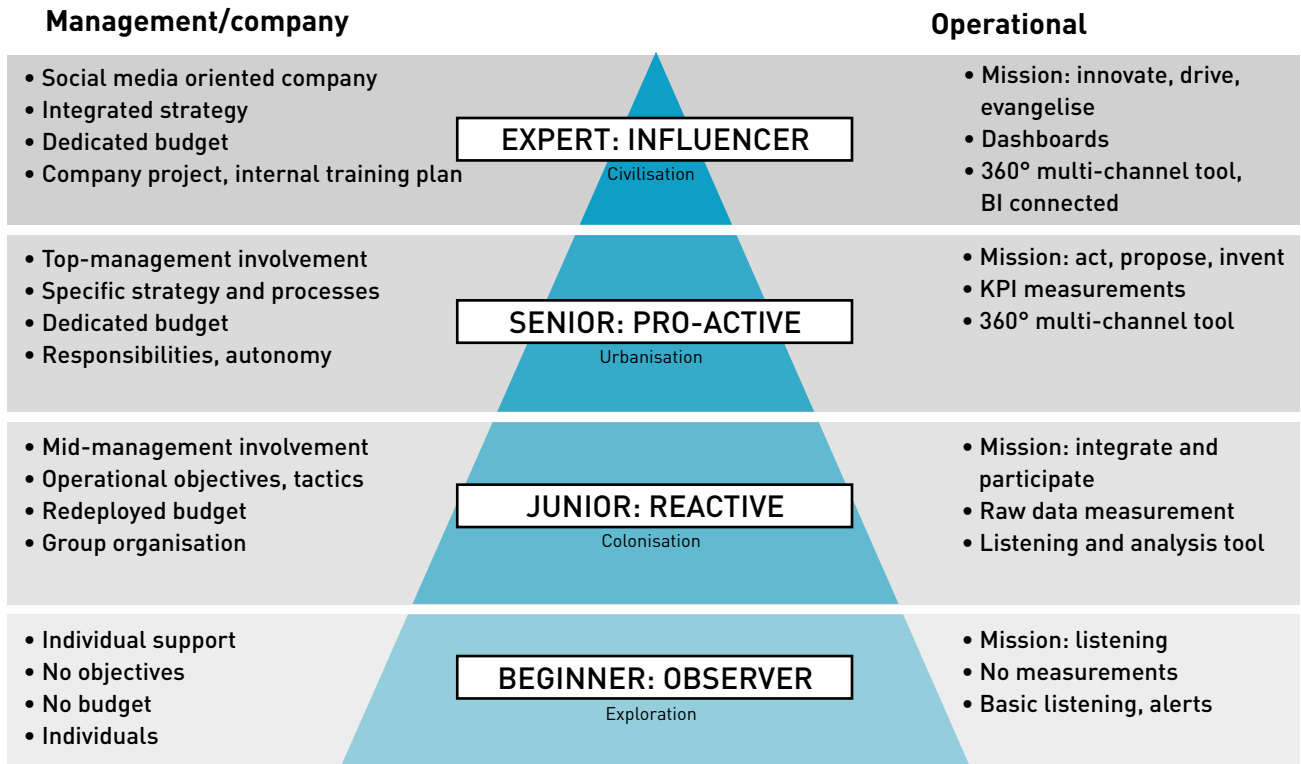 Management/company
Operational
• Social media oriented company
• Integrated strategy
• Dedicated budget
• Company project, internal training plan
EXPERT: INFLUENCER
Civilisation
• Mission: innovate, drive,
evangelise
• Dashboards
• 360° multi-channel tool,
BI connected
• Top-management involvement
• Specific strategy and processes
• Dedicated budget
• Responsibilities, autonomy
SENIOR: PRO-ACTIVE
Urbanisation
• Mission: act, propose, invent
• KPI measurements
• 360° multi-channel tool
• Mid-management involvement
• Operational objectives, tactics
• Redeployed budget
• Group organisation
JUNIOR: REACTIVE
Colonisation
• Mission: integrate and
participate
• Raw data measurement
• Listening and analysis tool
• Individual support
• No objectives
• No budget
• Individuals
BEGINNER: OBSERVER
Exploration
• Mission: listening
• No measurements
• Basic listening, alerts